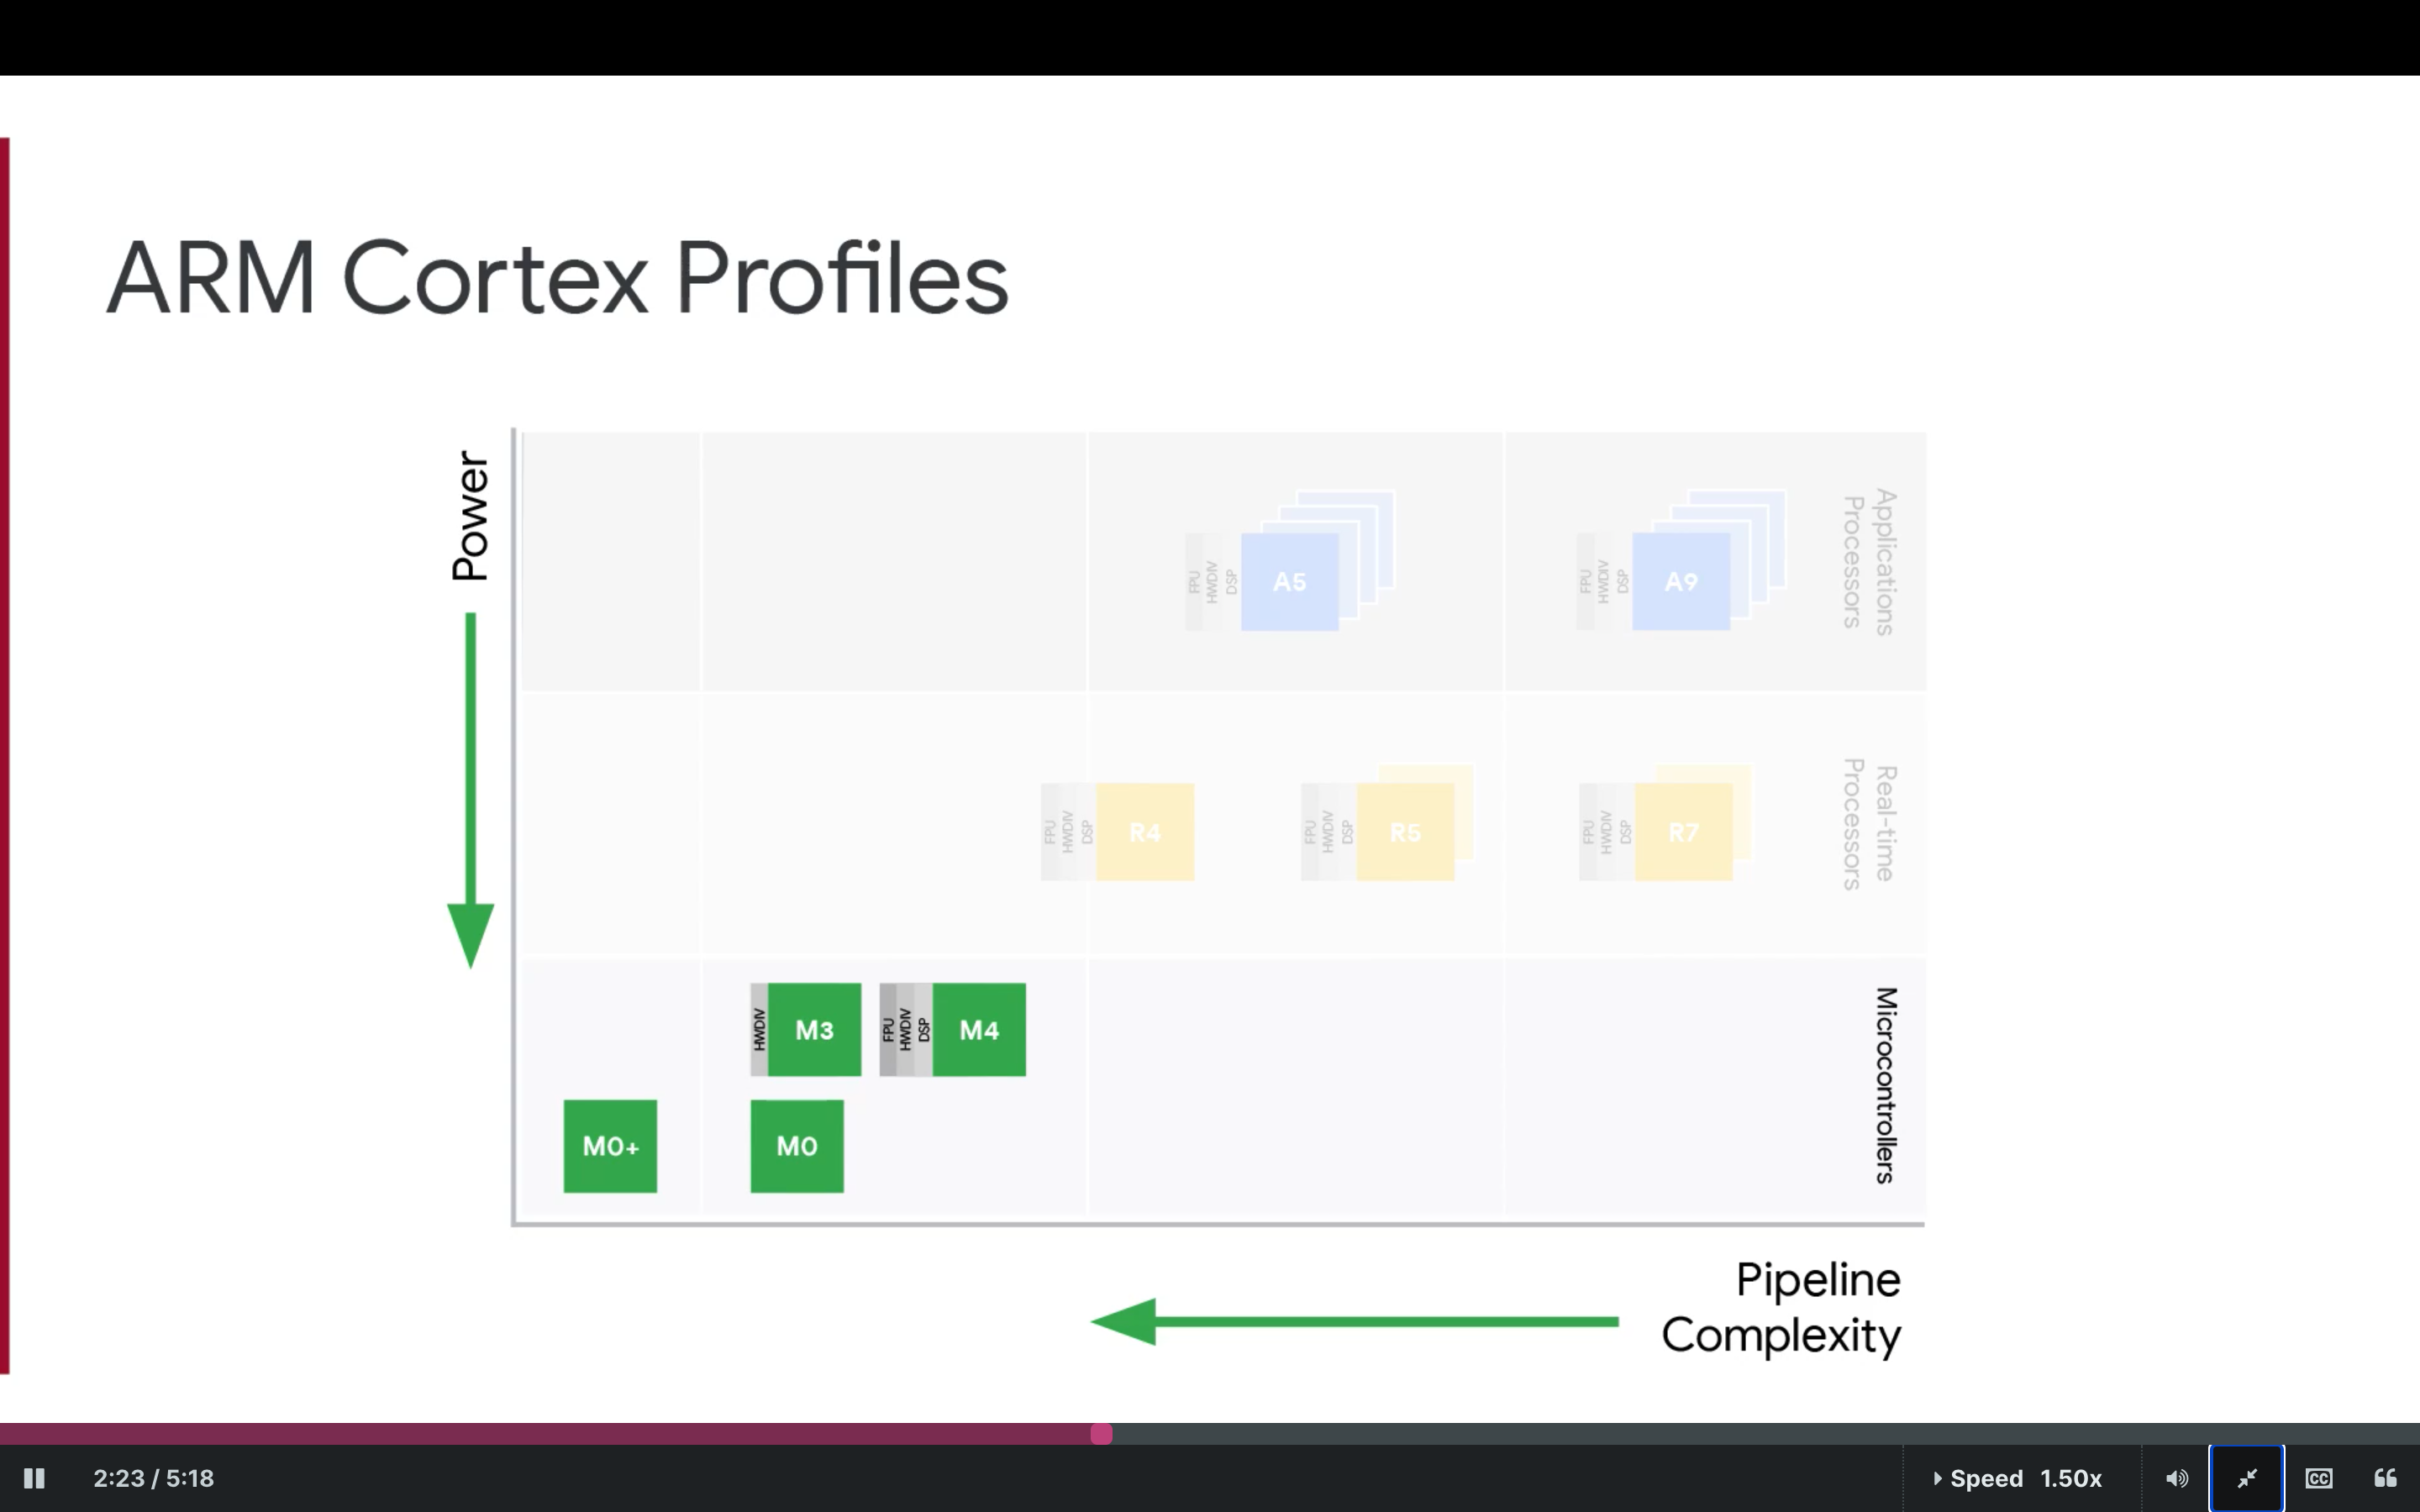 ARM Cortex Profiles
Power
FPU
HWDIV
DSP
A5
FPU
HWDIV
DSP
A9
Applications
Processors
FPU
HWDIV
DSP
R4
FPU
HWDIV
DSP
R5
FPU
HWDIV
DSP
R7
Real-time
Processors
HWDIV
M3
FPU
HWDIV
DSP
M4
M0+
M0
Microcontrollers
Pipeline
Complexity
2:23 / 5:18
Speed 1.50x
CC